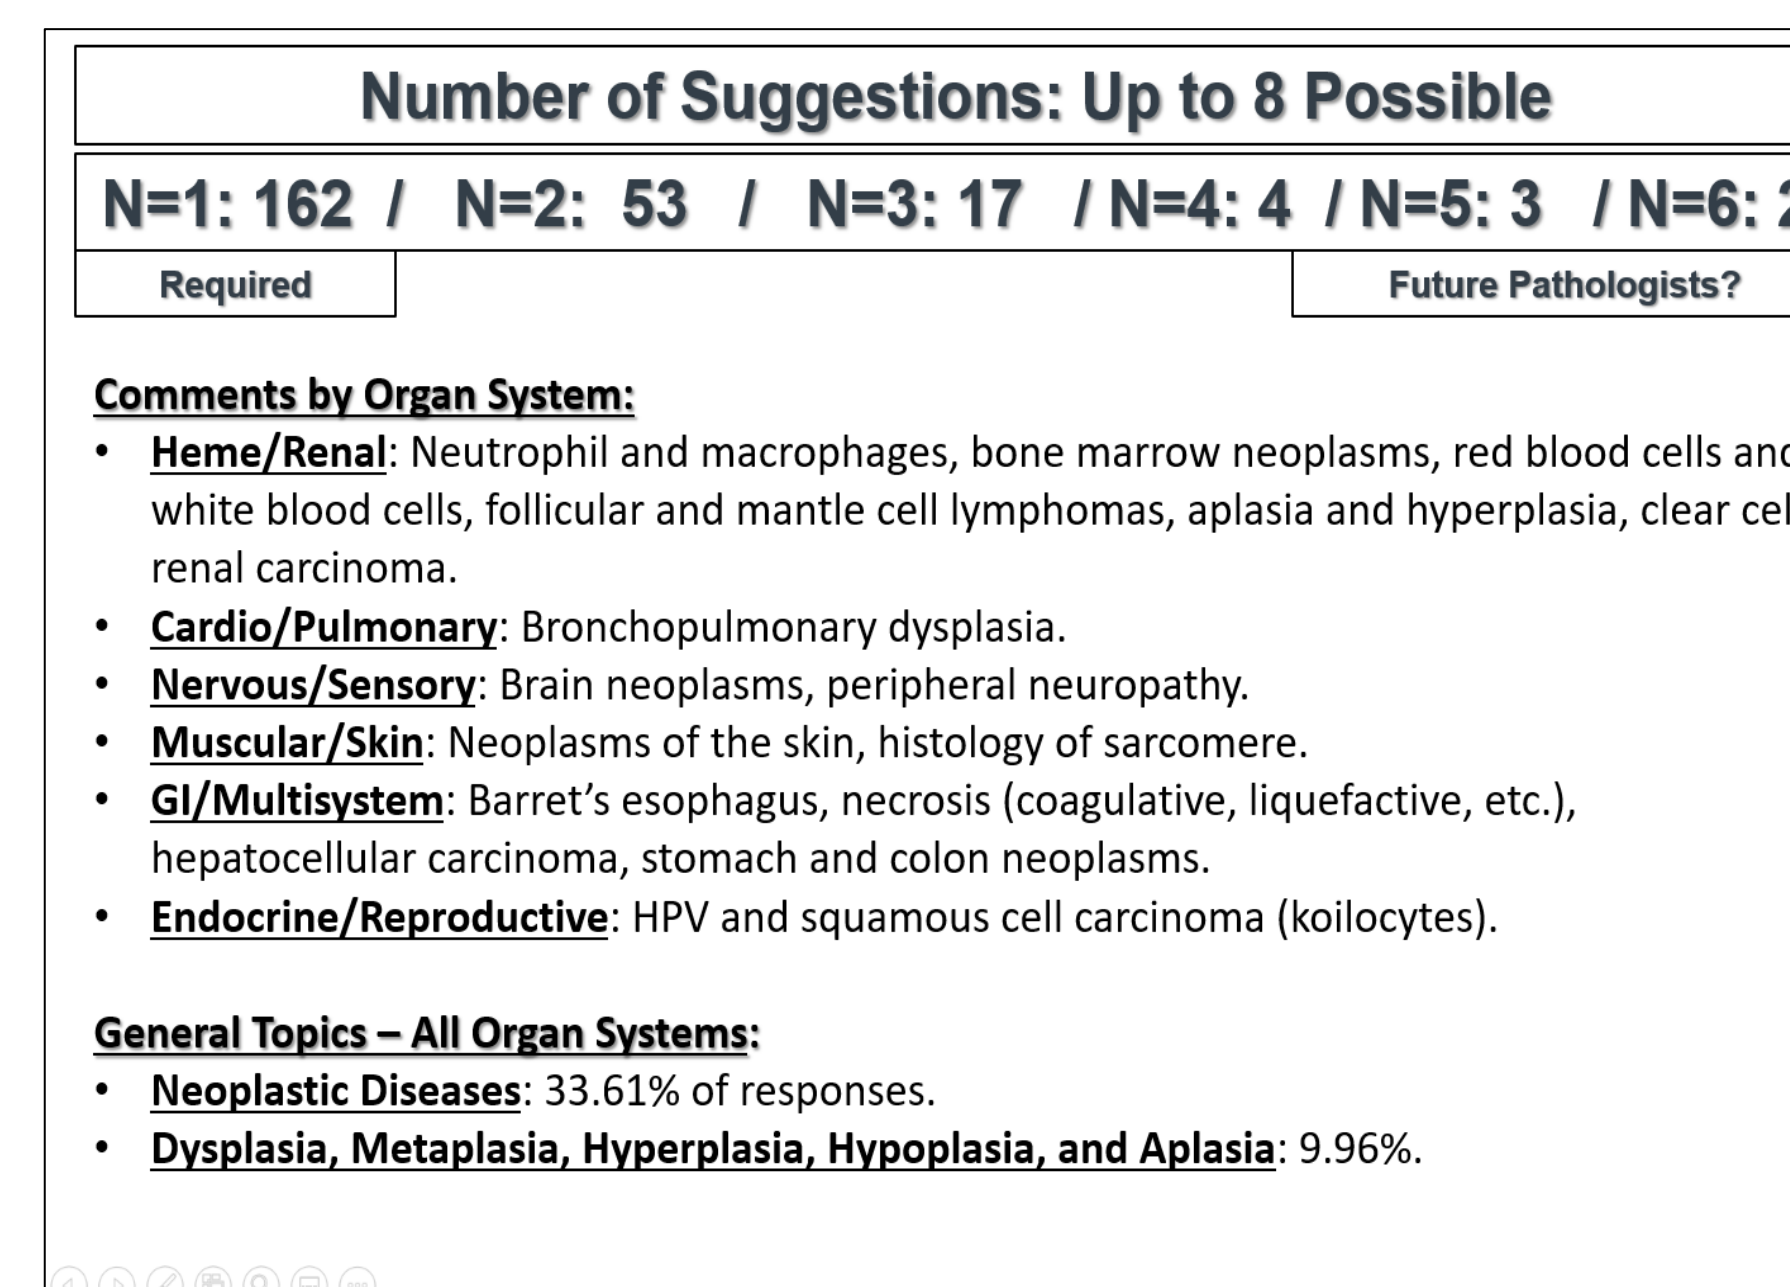 Number of Suggestions: Up to 8 Possible
N=1: 162 / N=2: 53 / N=3: 17 / N=4: 4 / N=5: 3 / N=6:
Required
Future Pathologists?
Comments by Organ System:
• Heme/Renal: Neutrophil and macrophages, bone marrow neoplasms, red blood cells and
white blood cells, follicular and mantle cell lymphomas, aplasia and hyperplasia, clear
renal carcinoma.
• Cardio/Pulmonary: Bronchopulmonary dysplasia.
• Nervous/Sensory: Brain neoplasms, peripheral neuropathy.
• Muscular/Skin: Neoplasms of the skin, histology of sarcomere.
• GI/Multisystem: Barret’s esophagus, necrosis (coagulative, liquefactive, etc.),
hepatocellular carcinoma, stomach and colon neoplasms.
• Endocrine/Reproductive: HPV and squamous cell carcinoma (koilocytes).
General Topics – All Organ Systems:
• Neoplastic Diseases: 33.61% of responses.
• Dysplasia, Metaplasia, Hyperplasia, Hypoplasia, and Aplasia: 9.96%.